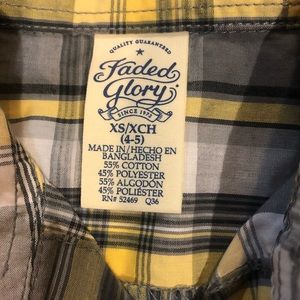 QUALITY GUARANTEED
Faded
Glory
SINCE 1972
XS/XCH
(4-5)
MADE IN/HECHO EN
BANGLADESH
55% COTTON
45% POLYESTER
55% ALGODÓN
45% POLIÉSTER
RN# 52469 Q36